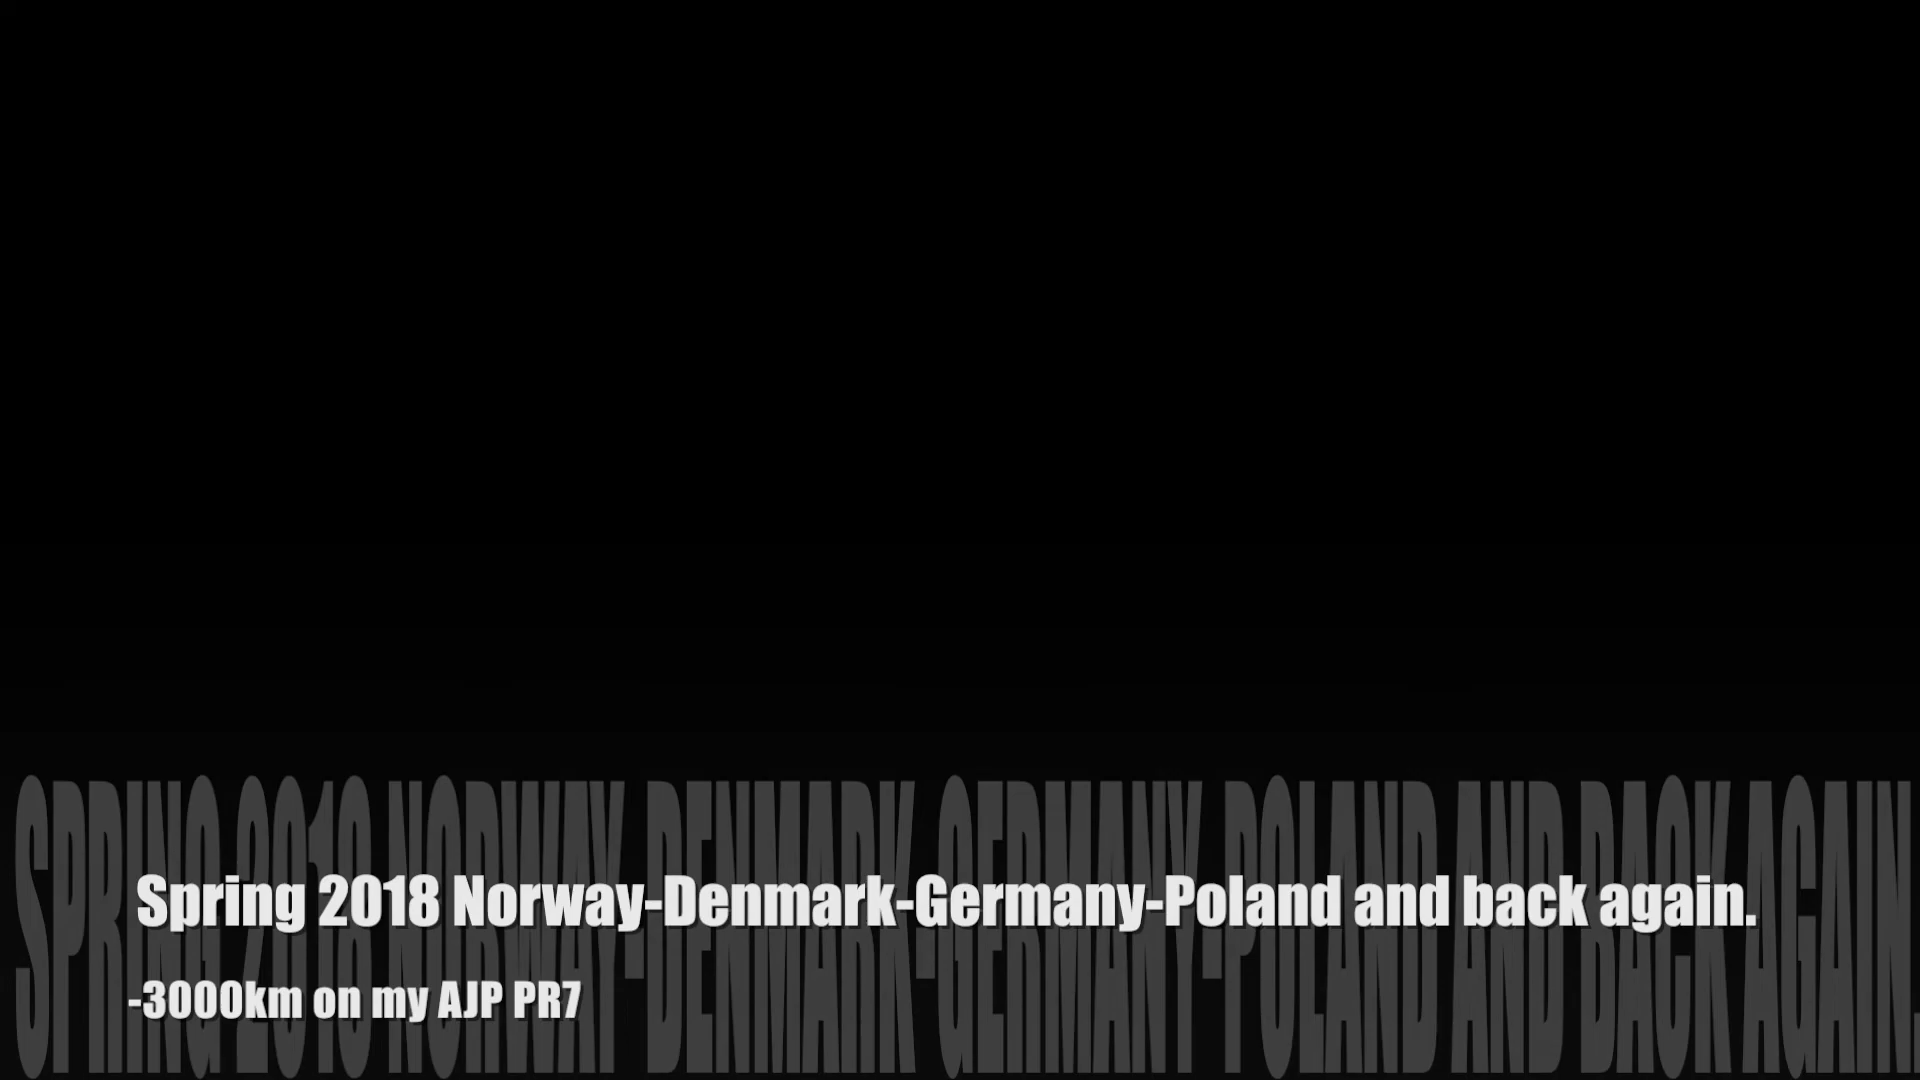 SPRING 2018 NORWAY-DENMARK-GERMANY-POLAND AND BACK AGAIN.
Spring 2018 Norway-Denmark-Germany-Poland and back again.
-3000km on my AJP PR7